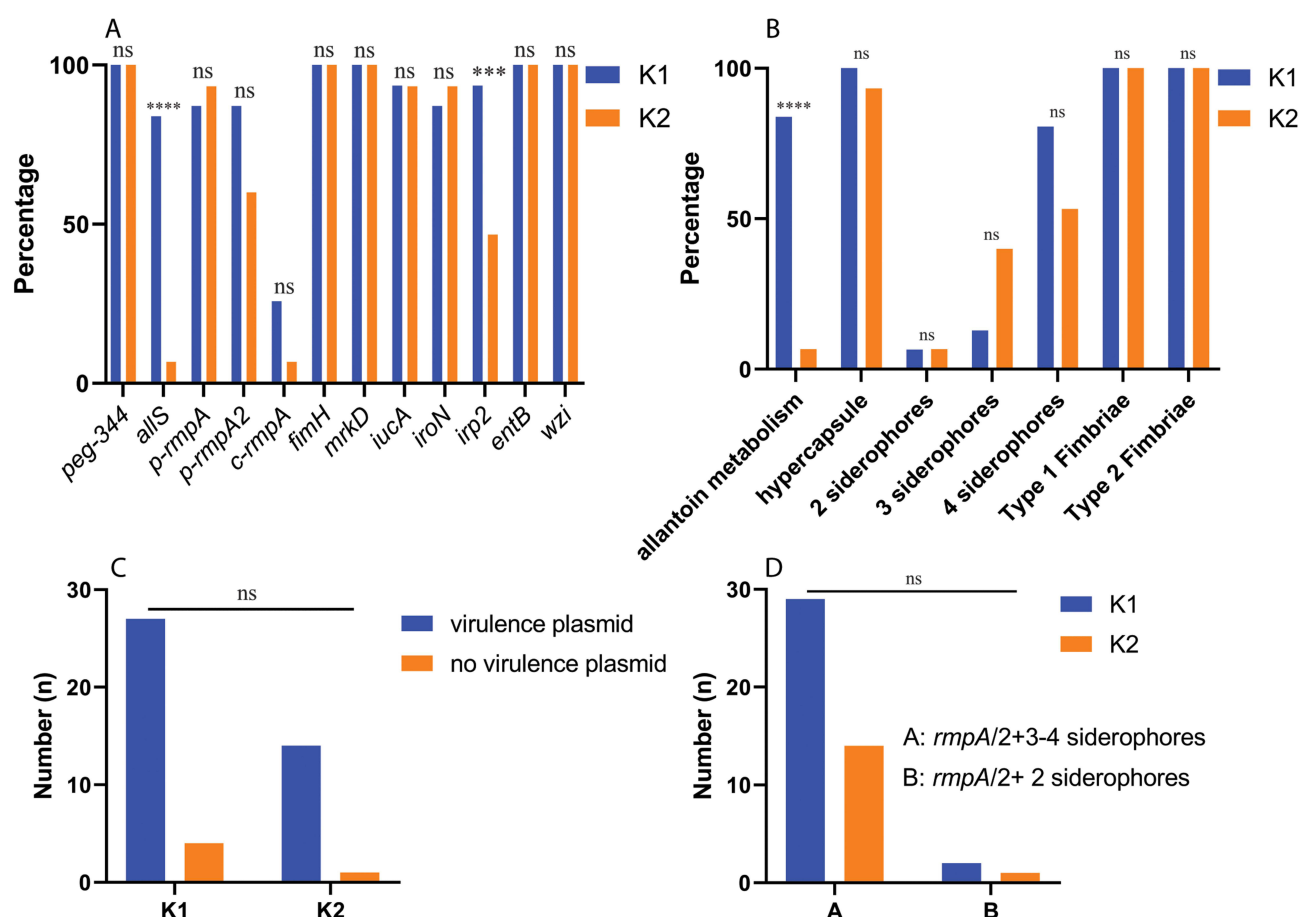 A
ns
****
ns
ns
ns
ns
ns
ns
ns
***
ns
ns
K1
K2
100
50
0
Percentage
peg-344
allS
p-rmpA
p-rmpA2
c-rmpA
fimH
mrkD
iucA
iroN
irp2
entB
wzi
B
****
ns
ns
ns
ns
ns
ns
K1
K2
100
50
0
Percentage
allantoin metabolism
hypercapsule
2 siderophores
3 siderophores
4 siderophores
Type 1 Fimbriae
Type 2 Fimbriae
C
ns
virulence plasmid
no virulence plasmid
30
20
10
0
Number (n)
K1
K2
D
ns
K1
K2
A: rmpA/2+3-4 siderophores
B: rmpA/2+ 2 siderophores
30
20
10
0
Number (n)
A
B